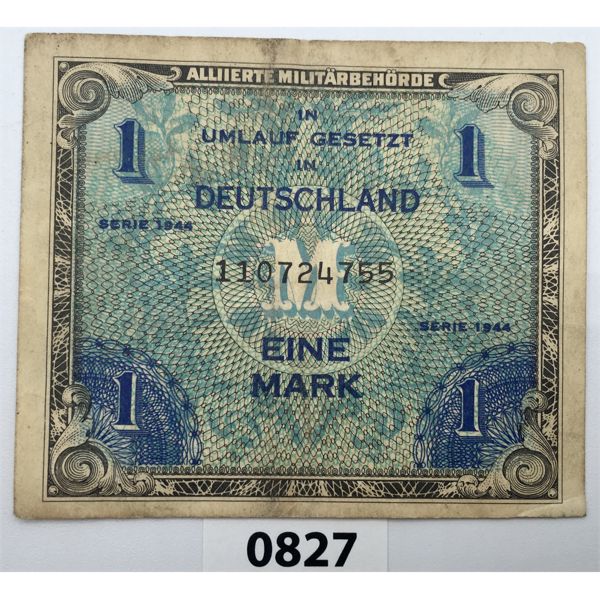 ALLIIERTE MILITÄRBEHÖRDE
1 1
IN
UMLAUF GESETZT
IN
DEUTSCHLAND
SERIE 1944
M
110724755
SERIE 1944
EINE
MARK
1 1
0827